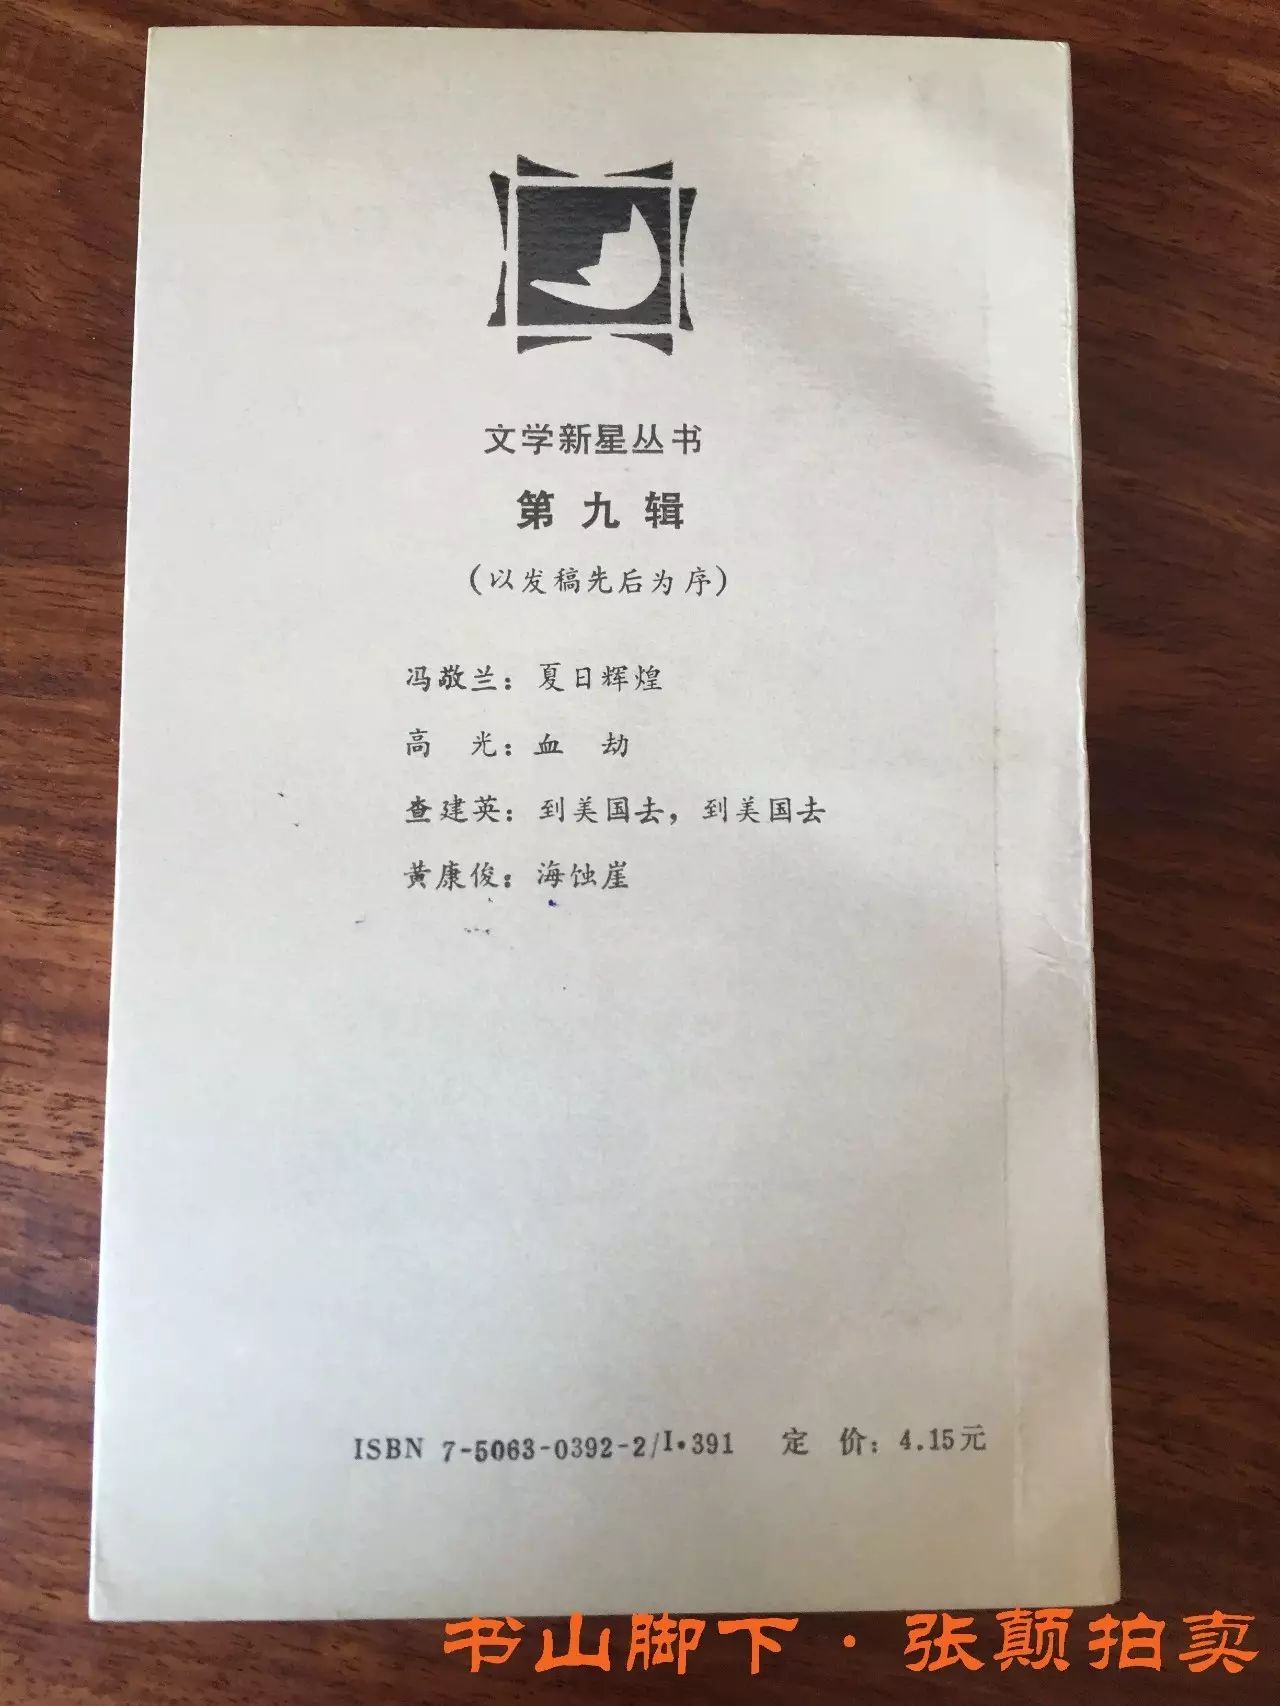 文学新星丛书
第九辑
(以发稿先后为序)
冯敬兰：夏日辉煌
高　光：血　劫
查建英：到美国去，到美国去
黄康俊：海蚀崖
ISBN 7-5063-0392-2/I·391　定　价：4.15元
书山脚下·张颠拍卖